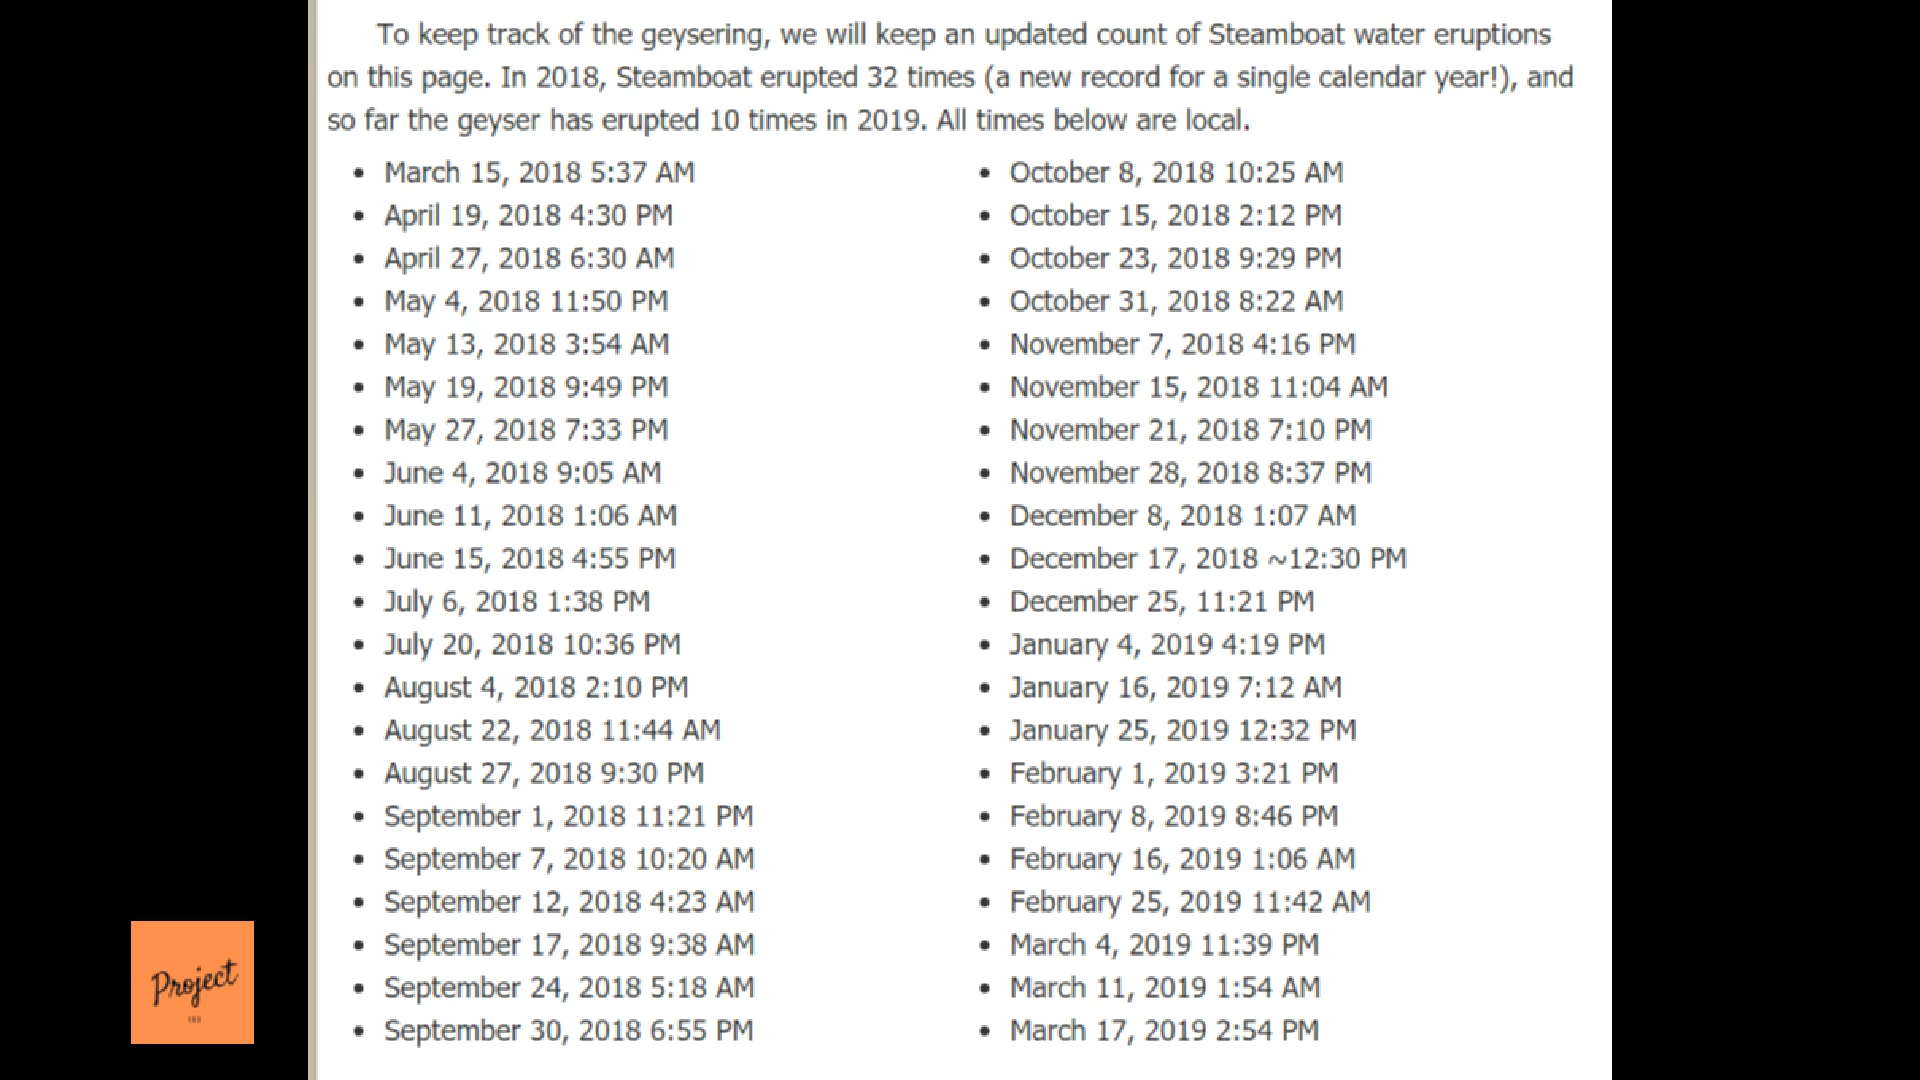 To keep track of the geysering, we will keep an updated count of Steamboat water eruptions
on this page. In 2018, Steamboat erupted 32 times (a new record for a single calendar year!), and
so far the geyser has erupted 10 times in 2019. All times below are local.
• March 15, 2018 5:37 AM
• April 19, 2018 4:30 PM
• April 27, 2018 6:30 AM
• May 4, 2018 11:50 PM
• May 13, 2018 3:54 AM
• May 19, 2018 9:49 PM
• May 27, 2018 7:33 PM
• June 4, 2018 9:05 AM
• June 11, 2018 1:06 AM
• June 15, 2018 4:55 PM
• July 6, 2018 1:38 PM
• July 20, 2018 10:36 PM
• August 4, 2018 2:10 PM
• August 22, 2018 11:44 AM
• August 27, 2018 9:30 PM
• September 1, 2018 11:21 PM
• September 7, 2018 10:20 AM
• September 12, 2018 4:23 AM
• September 17, 2018 9:38 AM
• September 24, 2018 5:18 AM
• September 30, 2018 6:55 PM
• October 8, 2018 10:25 AM
• October 15, 2018 2:12 PM
• October 23, 2018 9:29 PM
• October 31, 2018 8:22 AM
• November 7, 2018 4:16 PM
• November 15, 2018 11:04 AM
• November 21, 2018 7:10 PM
• November 28, 2018 8:37 PM
• December 8, 2018 1:07 AM
• December 17, 2018 ~12:30 PM
• December 25, 11:21 PM
• January 4, 2019 4:19 PM
• January 16, 2019 7:12 AM
• January 25, 2019 12:32 PM
• February 1, 2019 3:21 PM
• February 8, 2019 8:46 PM
• February 16, 2019 1:06 AM
• February 25, 2019 11:42 AM
• March 4, 2019 11:39 PM
• March 11, 2019 1:54 AM
• March 17, 2019 2:54 PM
Project